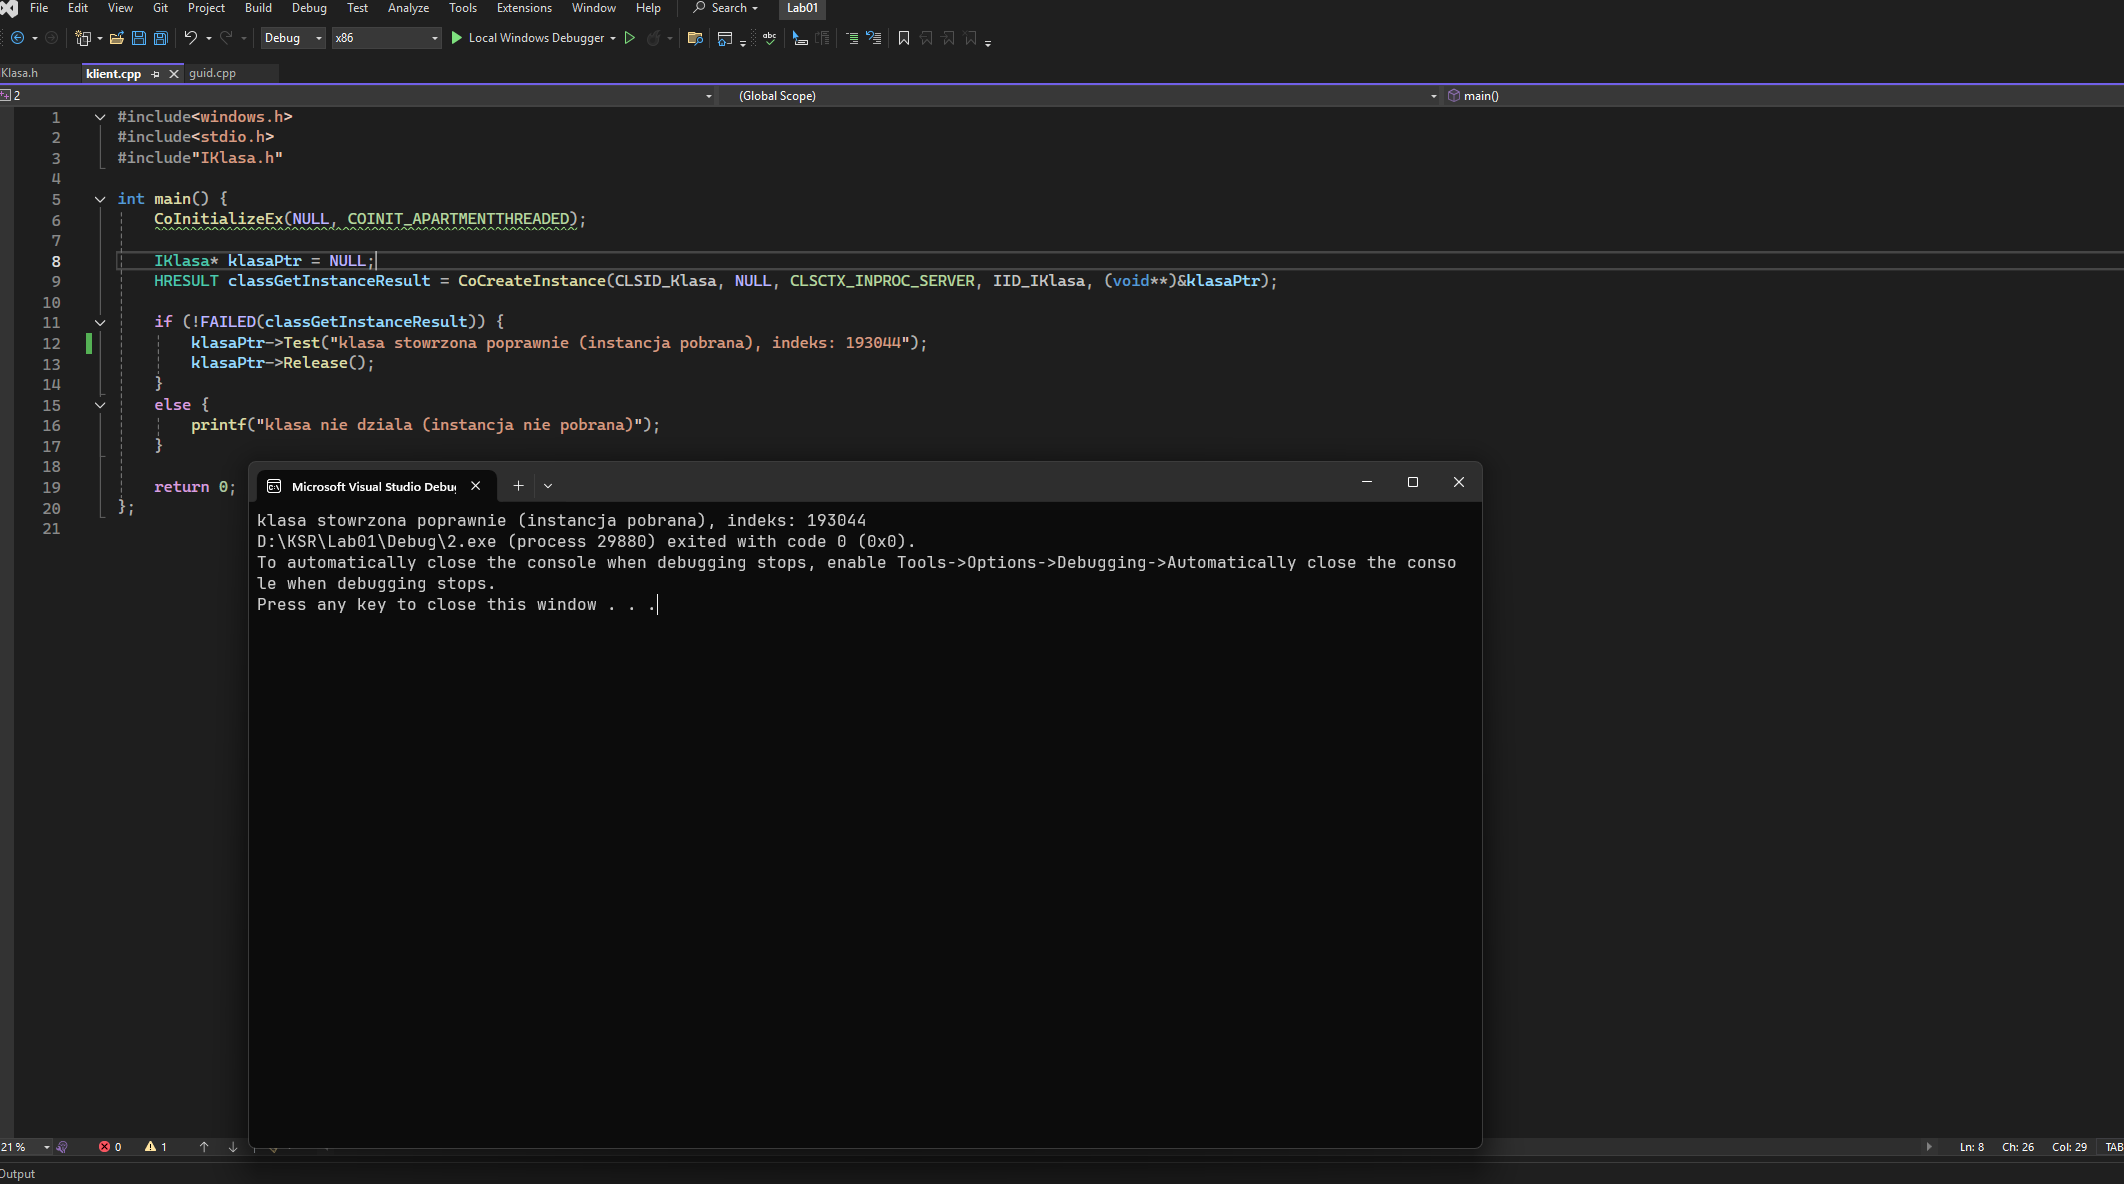 File Edit View Git Project Build Debug Test Analyze Tools Extensions Window Help Search Lab01
Debug x86 Local Windows Debugger
IKlasa.h klient.cpp guid.cpp
2 (Global Scope) main()
1 #include<windows.h>
2 #include<stdio.h>
3 #include"IKlasa.h"
4
5 int main() {
6 CoInitializeEx(NULL, COINIT_APARTMENTTHREADED);
7
8 IKlasa* klasaPtr = NULL;
9 HRESULT classGetInstanceResult = CoCreateInstance(CLSID_Klasa, NULL, CLSCTX_INPROC_SERVER, IID_IKlasa, (void**)&klasaPtr);
10
11 if (!FAILED(classGetInstanceResult)) {
12 klasaPtr->Test("klasa stowrzona poprawnie (instancja pobrana), indeks: 193044");
13 klasaPtr->Release();
14 }
15 else {
16 printf("klasa nie dziala (instancja nie pobrana)");
17 }
18
19 return 0;
20 };
21
Microsoft Visual Studio Debug
klasa stowrzona poprawnie (instancja pobrana), indeks: 193044
D:\KSR\Lab01\Debug\2.exe (process 29880) exited with code 0 (0x0).
To automatically close the console when debugging stops, enable Tools->Options->Debugging->Automatically close the conso
le when debugging stops.
Press any key to close this window . . .
21 % 0 1 Ln: 8 Ch: 26 Col: 29 TAB
Output